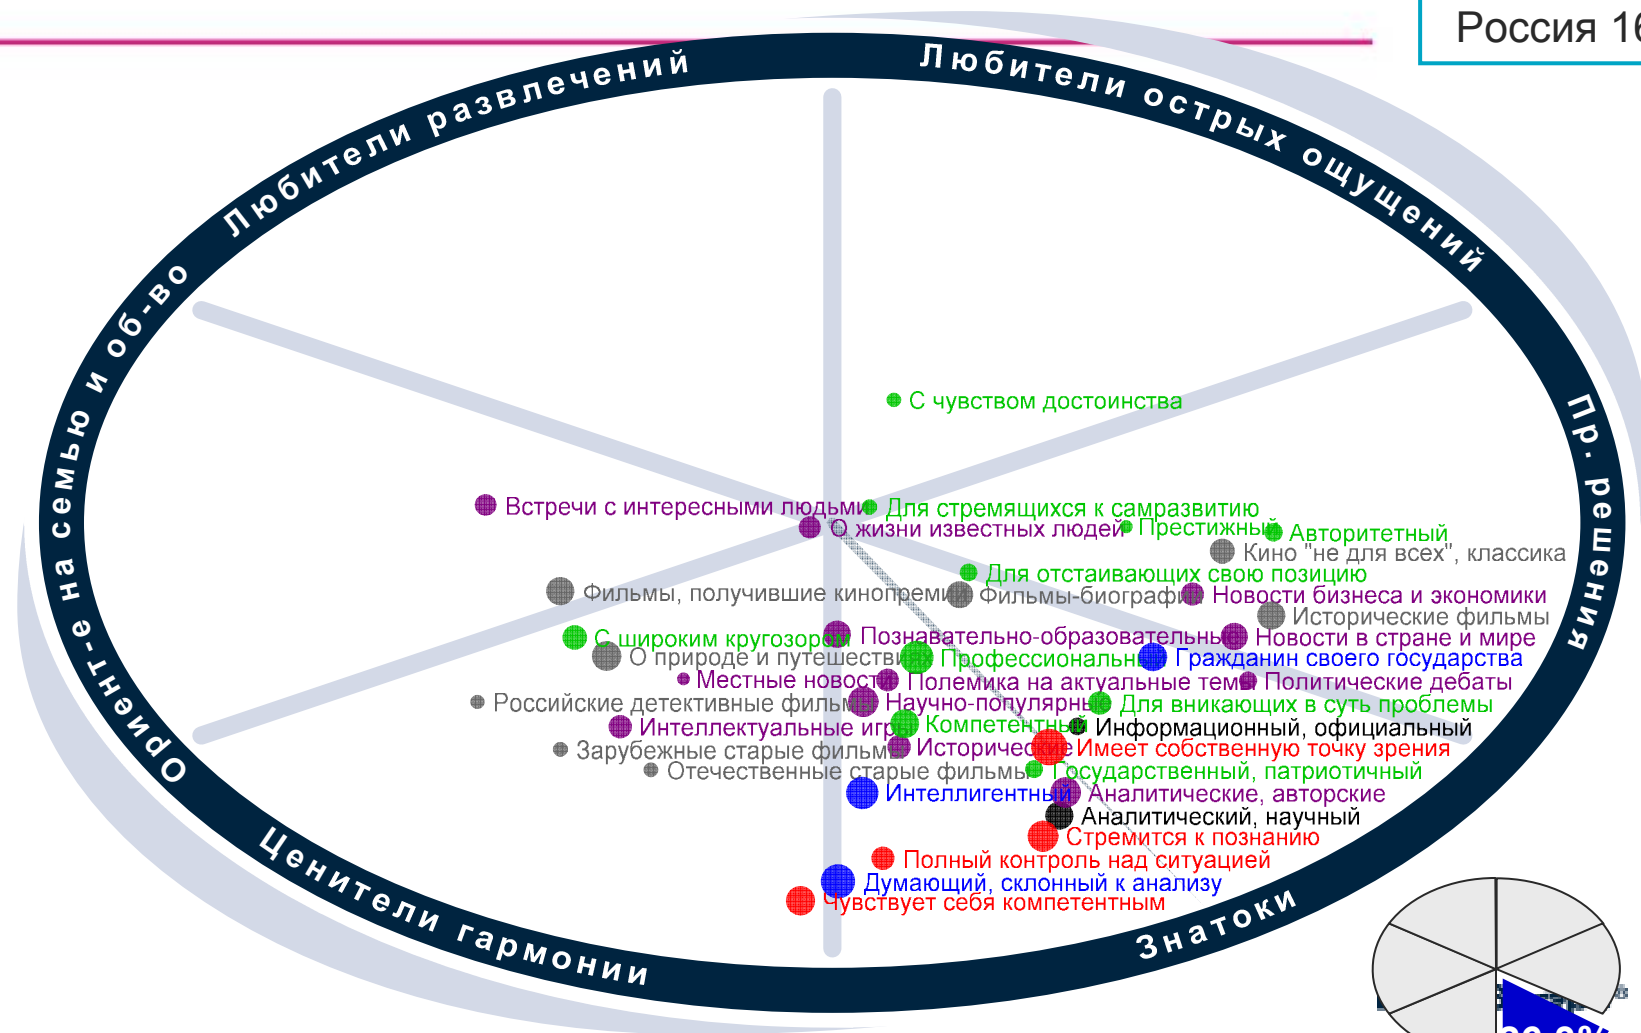 Россия 16
Любители развлечений
Любители острых ощущений
Пр. решения
Знатоки
Ценители гармонии
Ориент-е на семью и об-во
С чувством достоинства
Встречи с интересными людьми
Для стремящихся к самразвитию
О жизни известных людей
Престижный
Авторитетный
Кино "не для всех", классика
Для отстаивающих свою позицию
Фильмы, получившие кинопремии
Фильмы-биографии
Новости бизнеса и экономики
Исторические фильмы
С широким кругозором
Познавательно-образовательные
Новости в стране и мире
О природе и путешествиях
Профессиональный
Гражданин своего государства
Местные новости
Полемика на актуальные темы
Политические дебаты
Российские детективные фильмы
Научно-популярные
Для вникающих в суть проблемы
Интеллектуальные игры
Компетентный
Информационный, официальный
Зарубежные старые фильмы
Исторические
Имеет собственную точку зрения
Отечественные старые фильмы
Государственный, патриотичный
Интеллигентный
Аналитические, авторские
Аналитический, научный
Стремится к познанию
Полный контроль над ситуацией
Думающий, склонный к анализу
Чувствует себя компетентным